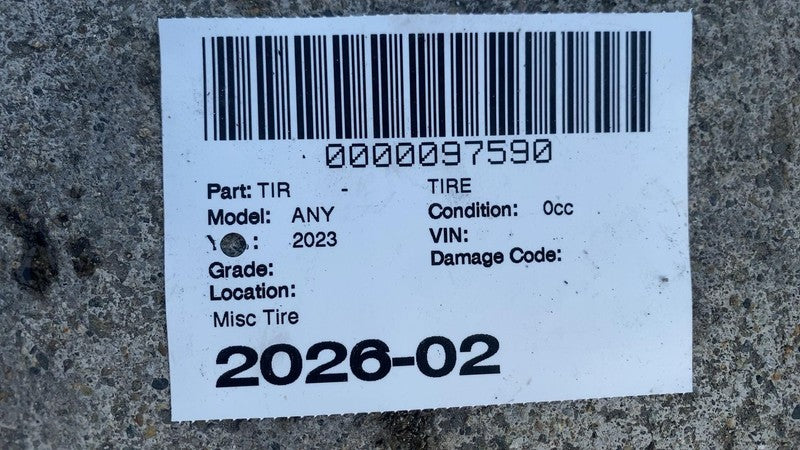 0000097590
Part: TIR - TIRE
Model: ANY Condition: 0cc
: 2023 VIN:
Grade: Damage Code:
Location:
Misc Tire
2026-02